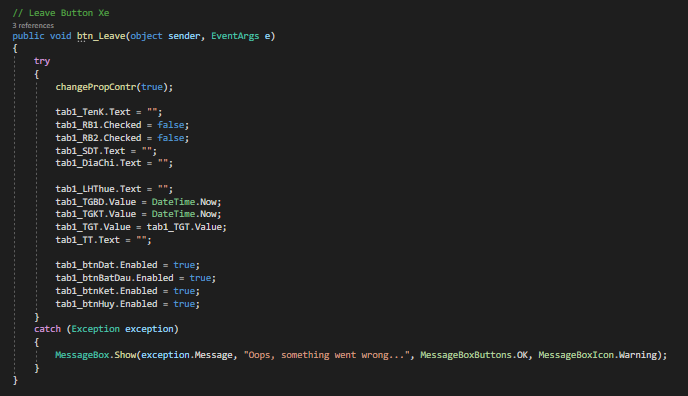 // Leave Button Xe
3 references
public void btn_Leave(object sender, EventArgs e)
{
try
{
changePropContr(true);
tab1_TenK.Text = "";
tab1_RB1.Checked = false;
tab1_RB2.Checked = false;
tab1_SDT.Text = "";
tab1_DiaChi.Text = "";
tab1_LHThue.Text = "";
tab1_TGBD.Value = DateTime.Now;
tab1_TGKT.Value = DateTime.Now;
tab1_TGT.Value = tab1_TGT.Value;
tab1_TT.Text = "";
tab1_btnDat.Enabled = true;
tab1_btnBatDau.Enabled = true;
tab1_btnKet.Enabled = true;
tab1_btnHuy.Enabled = true;
}
catch (Exception exception)
{
MessageBox.Show(exception.Message, "Oops, something went wrong...", MessageBoxButtons.OK, MessageBoxIcon.Warning);
}
}